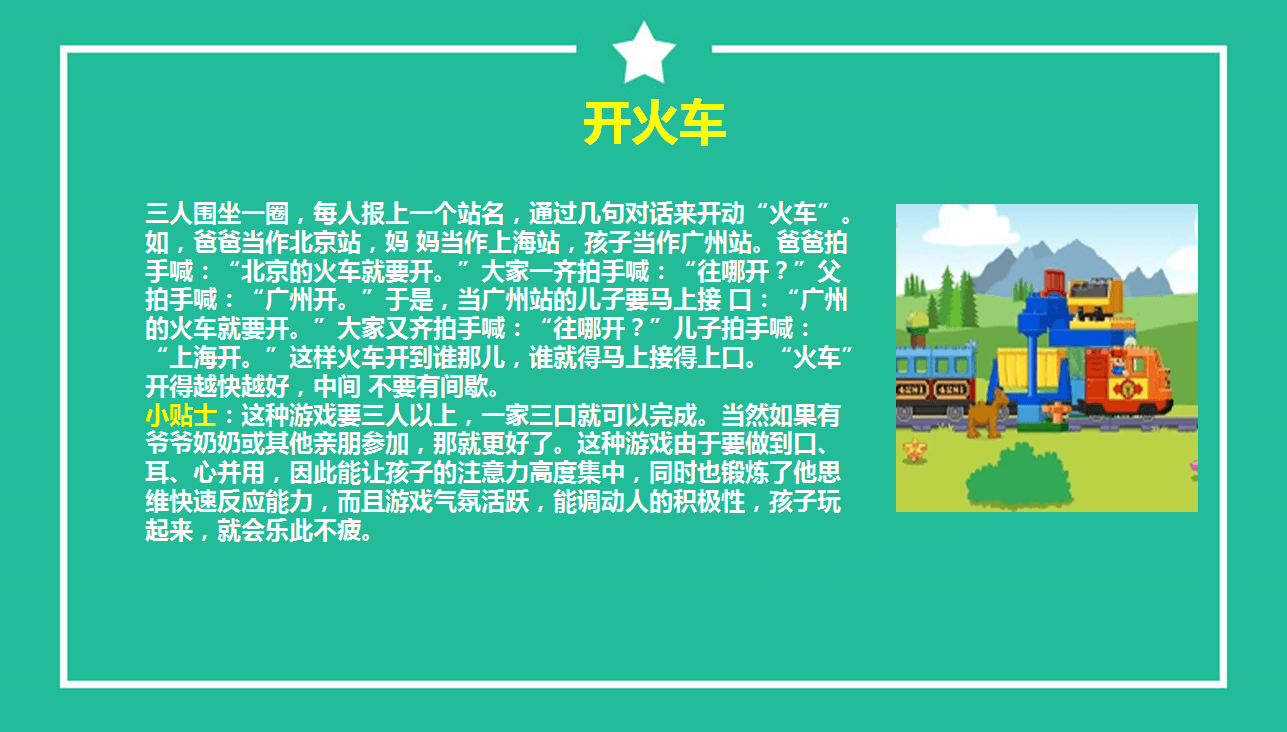 开火车
三人围坐一圈，每人报上一个站名，通过几句对话来开动“火车”。
如，爸爸当作北京站，妈 妈当作上海站，孩子当作广州站。爸爸拍
手喊：“北京的火车就要开。”大家一齐拍手喊：“往哪开？”父
拍手喊：“广州开。”于是，当广州站的儿子要马上接 口：“广州
的火车就要开。”大家又齐拍手喊：“往哪开？”儿子拍手喊：
“上海开。”这样火车开到谁那儿，谁就得马上接得上口。“火车”
开得越快越好，中间 不要有间歇。
小贴士：这种游戏要三人以上，一家三口就可以完成。当然如果有
爷爷奶奶或其他亲朋参加，那就更好了。这种游戏由于要做到口、
耳、心并用，因此能让孩子的注意力高度集中，同时也锻炼了他思
维快速反应能力，而且游戏气氛活跃，能调动人的积极性，孩子玩
起来，就会乐此不疲。
4281 4281